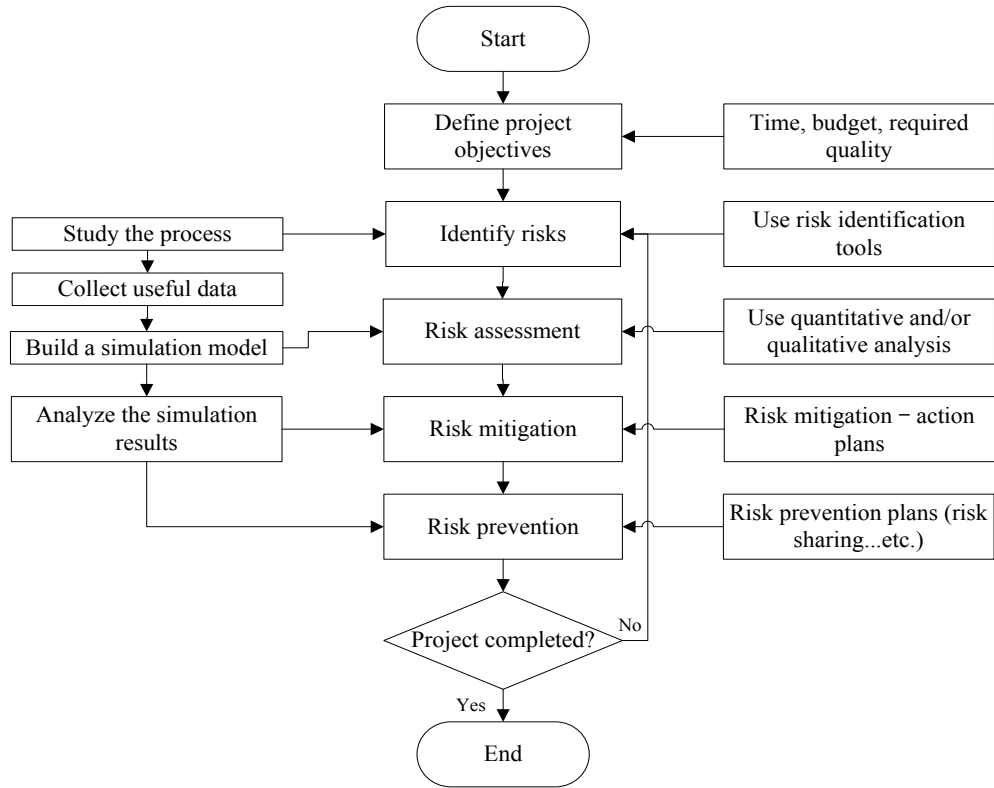 Start
Define project
objectives
Time, budget, required
quality
Study the process
Identify risks
Use risk identification
tools
Collect useful data
Build a simulation model
Risk assessment
Use quantitative and/or
qualitative analysis
Analyze the simulation
results
Risk mitigation
Risk mitigation − action
plans
Risk prevention
Risk prevention plans (risk
sharing...etc.)
Project completed?
No
Yes
End